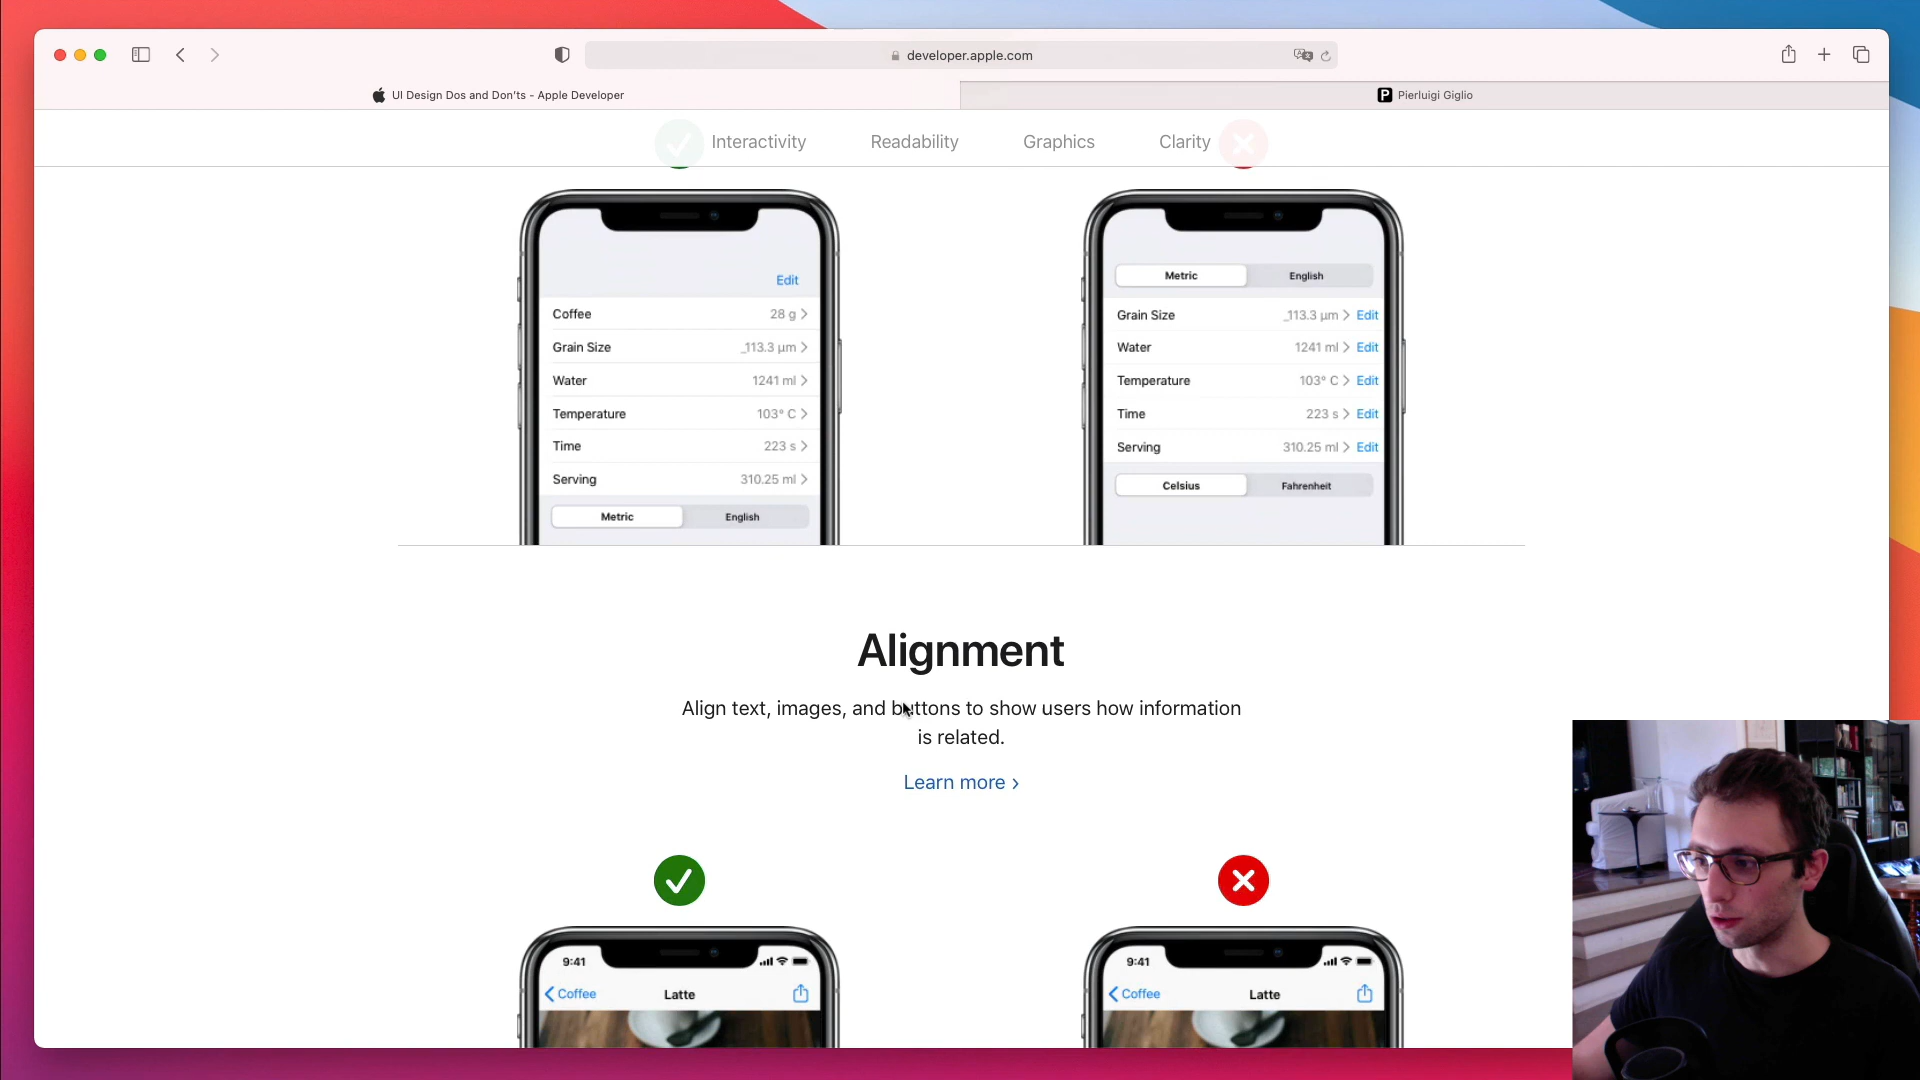 developer.apple.com
UI Design Dos and Don'ts - Apple Developer
Pierluigi Giglio
Interactivity
Readability
Graphics
Clarity
Edit
Coffee 28 g
Grain Size _113.3 µm
Water 1241 ml
Temperature 103° C
Time 223 s
Serving 310.25 ml
Metric English
Metric English
Grain Size _113.3 µm Edit
Water 1241 ml Edit
Temperature 103° C Edit
Time 223 s Edit
Serving 310.25 ml Edit
Celsius Fahrenheit
Alignment
Align text, images, and buttons to show users how information
is related.
Learn more ›
9:41
Coffee Latte
9:41
Coffee Latte